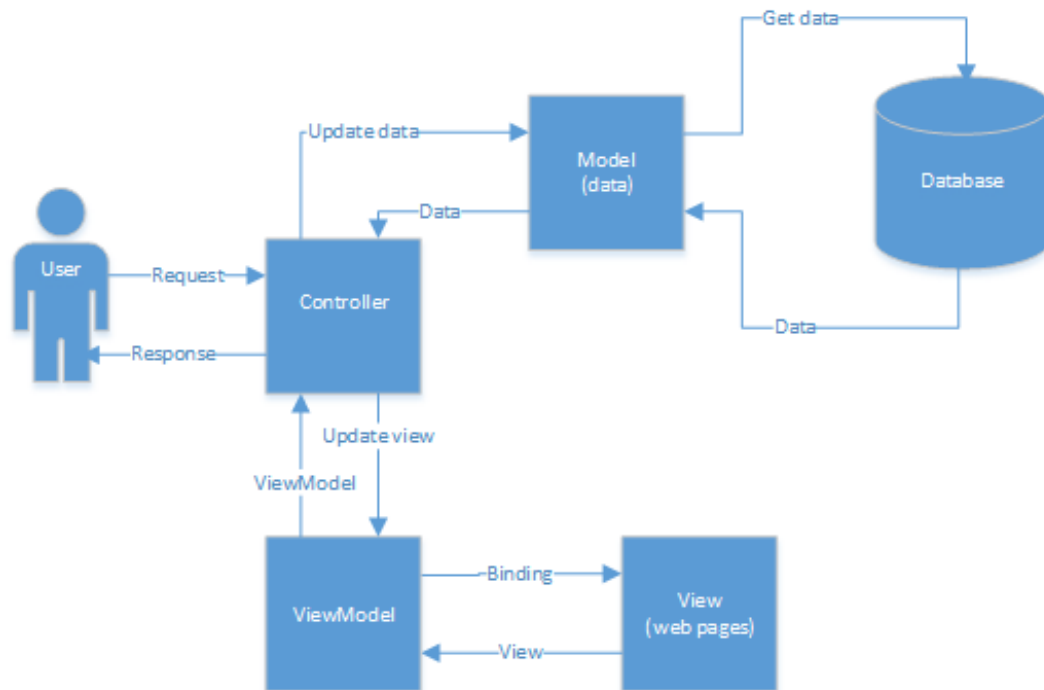 Get data
Update data
Model
(data)
Database
Data
User
Request
Controller
Data
Response
Update view
ViewModel
Binding
ViewModel
View
(web pages)
View